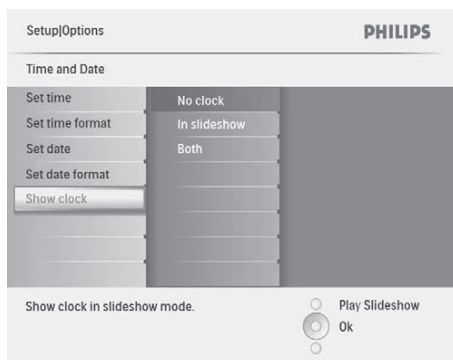 Setup|Options
PHILIPS
Time and Date
Set time
No clock
Set time format
In slideshow
Set date
Both
Set date format
Show clock
Show clock in slideshow mode.
Play Slideshow
Ok